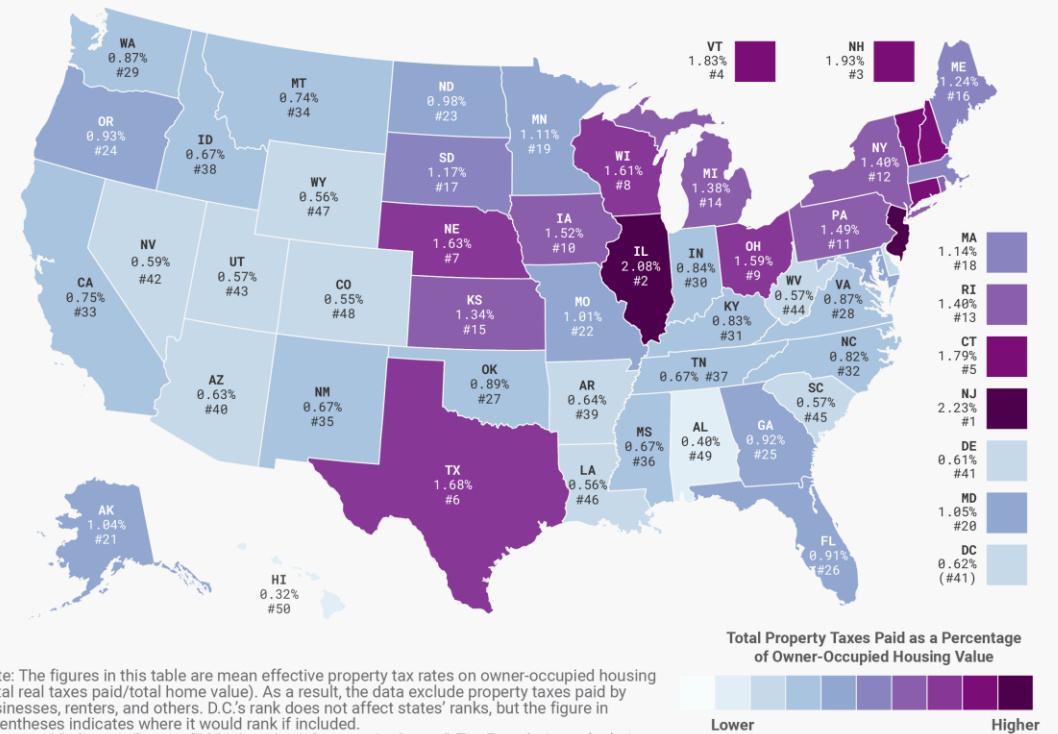 WA
0.87%
#29
MT
0.74%
#34
ND
0.98%
#23
MN
1.11%
#19
OR
0.93%
#24
ID
0.67%
#38
SD
1.17%
#17
WY
0.56%
#47
WI
1.61%
#8
MI
1.38%
#14
VT
1.83%
#4
NH
1.93%
#3
ME
1.24%
#16
NY
1.40%
#12
NE
1.63%
#7
IA
1.52%
#10
PA
1.49%
#11
NV
0.59%
#42
UT
0.57%
#43
CO
0.55%
#48
CA
0.75%
#33
KS
1.34%
#15
MO
1.01%
#22
IL
2.08%
#2
IN
0.84%
#30
OH
1.59%
#9
WV
0.57%
#44
VA
0.87%
#28
KY
0.83%
#31
MA
1.14%
#18
RI
1.40%
#13
CT
1.79%
#5
NJ
2.23%
#1
DE
0.61%
#41
MD
1.05%
#20
DC
0.62%
(#41)
NC
0.82%
#32
TN
0.67% #37
SC
0.57%
#45
AZ
0.63%
#40
NM
0.67%
#35
OK
0.89%
#27
AR
0.64%
#39
MS
0.67%
#36
AL
0.40%
#49
GA
0.92%
#25
TX
1.68%
#6
LA
0.56%
#46
FL
0.91%
#26
AK
1.04%
#21
HI
0.32%
#50
Total Property Taxes Paid as a Percentage
of Owner-Occupied Housing Value
Lower Higher
te: The figures in this table are mean effective property tax rates on owner-occupied housing
tal real taxes paid/total home value). As a result, the data exclude property taxes paid by
sinesses, renters, and others. D.C.'s rank does not affect states' ranks, but the figure in
entheses indicates where it would rank if included.